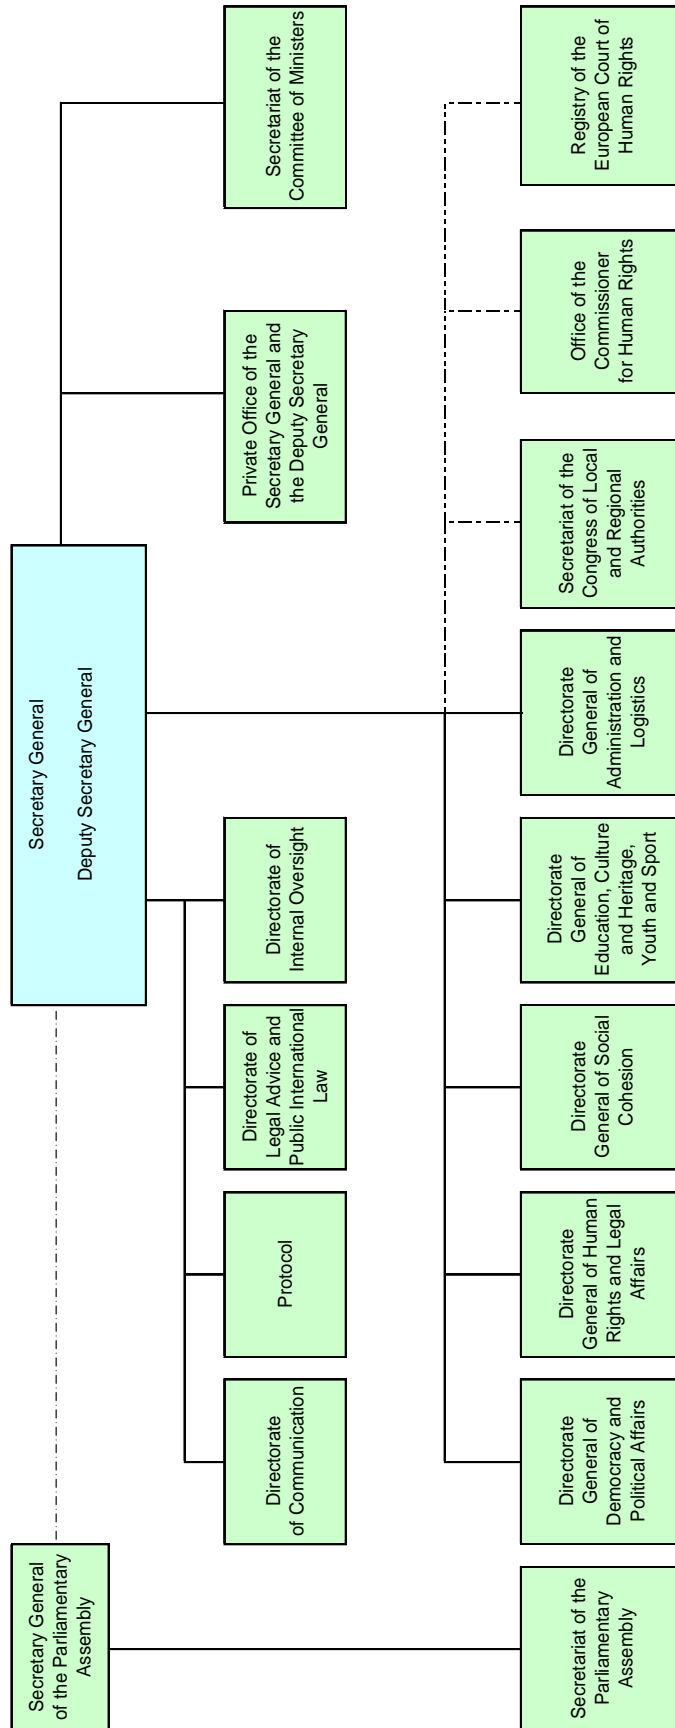 Secretary General
of the Parliamentary
Assembly
Secretary General
Deputy Secretary General
Directorate
of Communication
Protocol
Directorate of
Legal Advice and
Public International
Law
Directorate of
Internal Oversight
Private Office of the
Secretary General and
the Deputy Secretary
General
Secretariat of the
Committee of Ministers
Secretariat of the
Parliamentary
Assembly
Directorate
General of
Democracy and
Political Affairs
Directorate
General of Human
Rights and Legal
Affairs
Directorate
General of Social
Cohesion
Directorate
General of
Education, Culture
and Heritage,
Youth and Sport
Directorate
General of
Administration and
Logistics
Secretariat of the
Congress of Local
and Regional
Authorities
Office of the
Commissioner
for Human Rights
Registry of the
European Court of
Human Rights